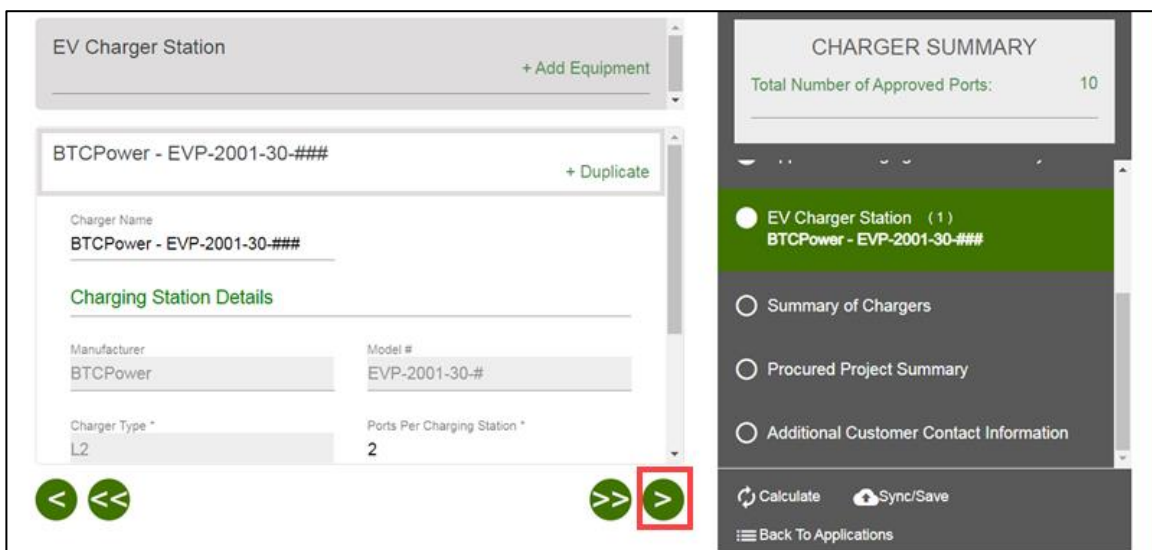 EV Charger Station
+ Add Equipment
BTCPower - EVP-2001-30-###
+ Duplicate
Charger Name
BTCPower - EVP-2001-30-###
Charging Station Details
Manufacturer
Model #
BTCPower
EVP-2001-30-#
Charger Type *
Ports Per Charging Station *
L2
2
< <<
>> >
CHARGER SUMMARY
Total Number of Approved Ports: 10
EV Charger Station (1)
BTCPower - EVP-2001-30-###
Summary of Chargers
Procured Project Summary
Additional Customer Contact Information
Calculate
Sync/Save
Back To Applications